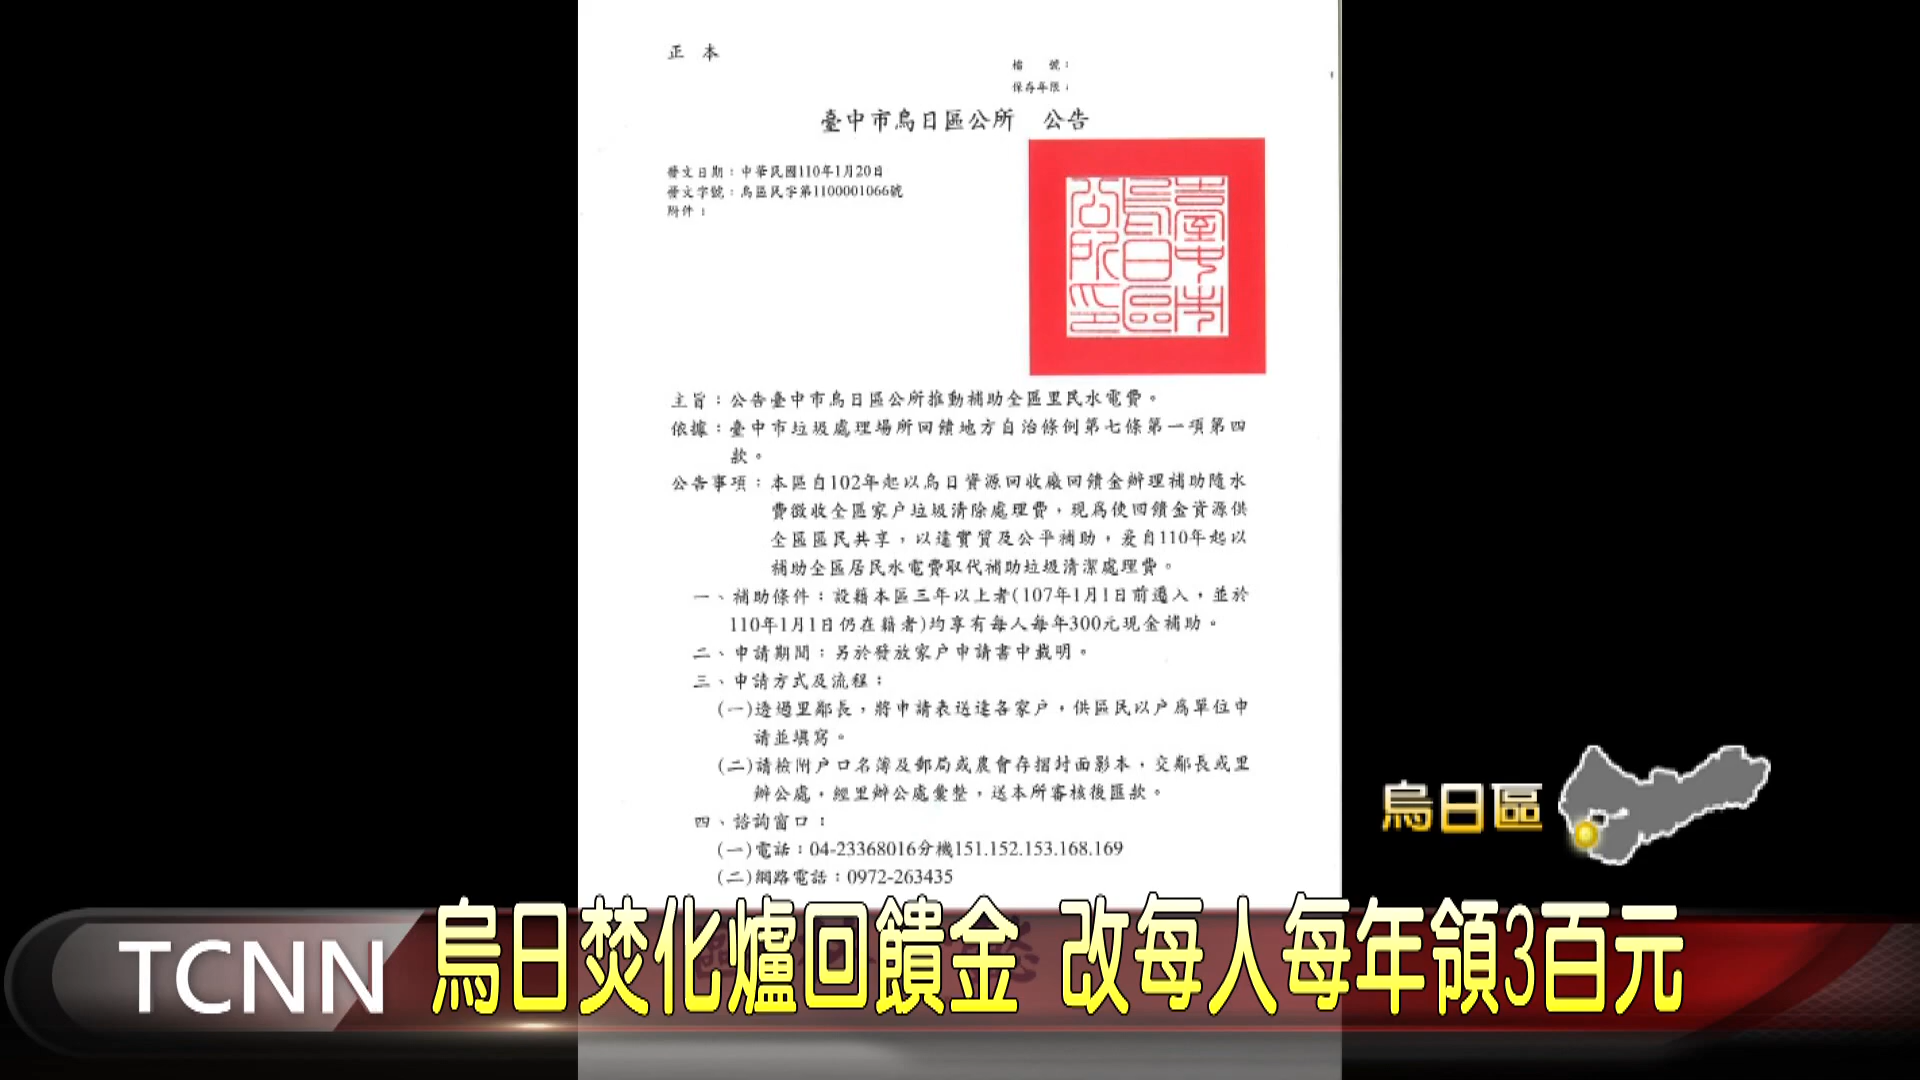 正 本
檔 號：
保存年限：
臺中市烏日區公所 公告
發文日期：中華民國110年1月20日
發文字號：烏區民字第1100001066號
附件：
臺中市
烏日區
公所印
主旨：公告臺中市烏日區公所推動補助全區里民水電費。
依據：臺中市垃圾處理場所回饋地方自治條例第七條第一項第四
款。
公告事項：本區自102年起以烏日資源回收廠回饋金辦理補助隨水
費徵收全區家戶垃圾清除處理費，現為使回饋金資源供
全區區民共享，以達實質及公平補助，爰自110年起以
補助全區居民水電費取代補助垃圾清潔處理費。
一、補助條件：設籍本區三年以上者(107年1月1日前遷入，並於
110年1月1日仍在籍者)均享有每人每年300元現金補助。
二、申請期間：另於發放家戶申請書中載明。
三、申請方式及流程：
(一)透過里鄰長，將申請表送達各家戶，供區民以戶為單位申
請並填寫。
(二)請檢附戶口名簿及郵局或農會存摺封面影本，交鄰長或里
辦公處，經里辦公處彙整，送本所審核後匯款。
四、諮詢窗口：
(一)電話：04-23368016分機151.152.153.168.169
(二)網路電話：0972-263435
烏日區
TCNN 烏日焚化爐回饋金 改每人每年領3百元